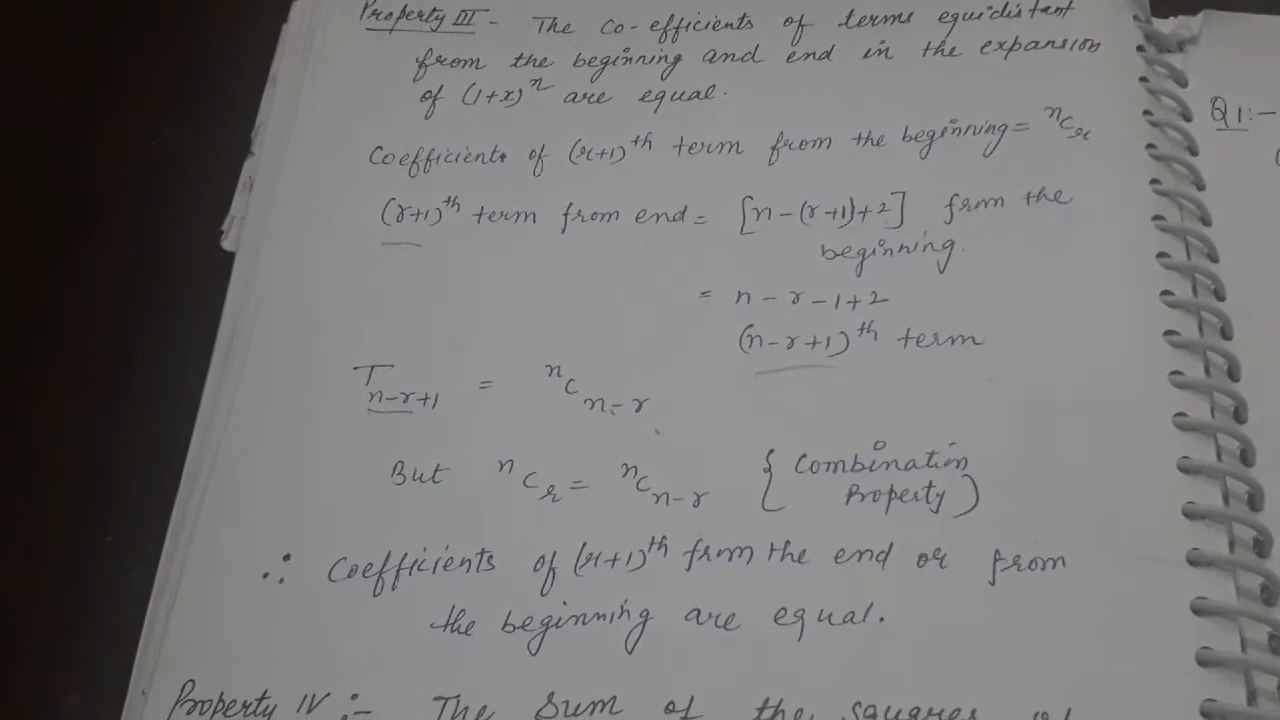 Property III - The Co-efficients of terms equidistant
from the beginning and end in the expansion
of (1+x)ⁿ are equal.
Q1:-
Coefficients of (r+1)ᵗʰ term from the beginning = ⁿCᵣ
(r+1)ᵗʰ term from end = [n-(r+1)+2] from the
beginning.
= n-r-1+2
(n-r+1)ᵗʰ term
T n-r+1 = ⁿC n-r
But ⁿCᵣ = ⁿC n-r { Combination
Property )
∴ Coefficients of (r+1)ᵗʰ from the end or from
the beginning are equal.
Property IV :- The Sum of the squares of